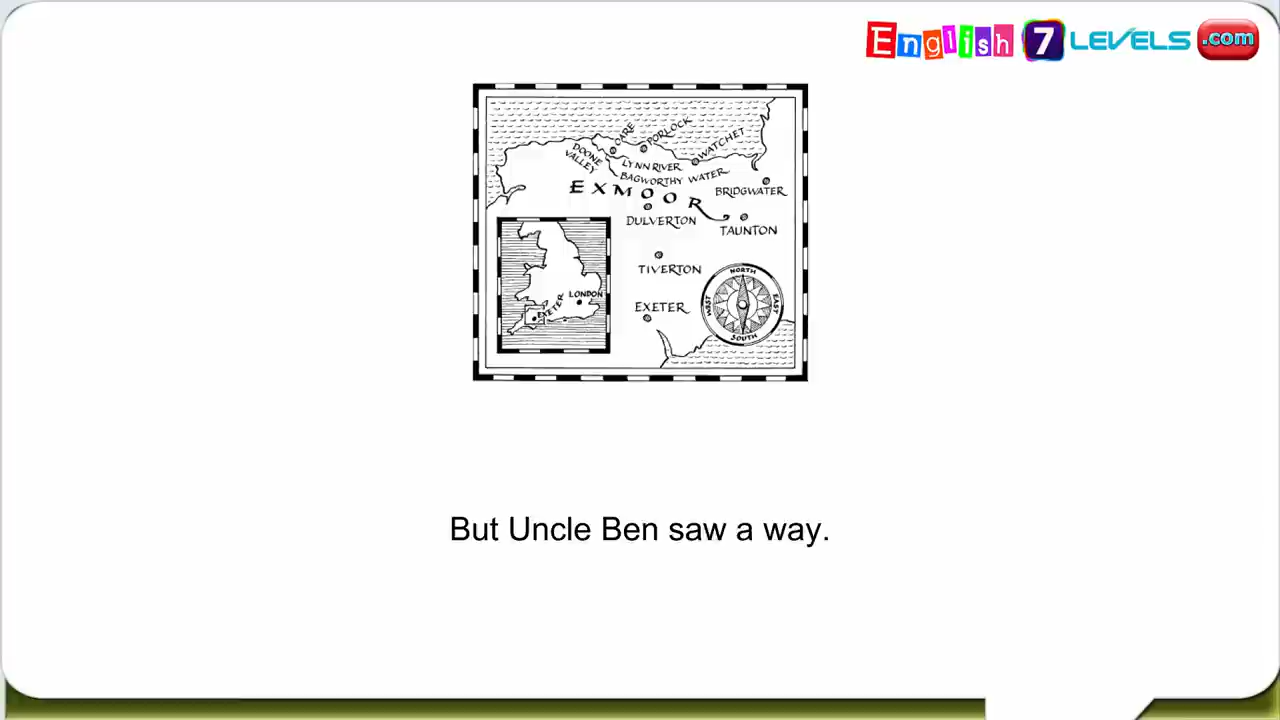 English 7 LEVELS .com
OARE
PORLOCK
WATCHET
DOONE
VALLEY
LYNN RIVER
BAGWORTHY WATER
EXMOOR
BRIDGWATER
DULVERTON
TAUNTON
TIVERTON
EXETER
NORTH
WEST
EAST
SOUTH
LONDON
EXETER
But Uncle Ben saw a way.